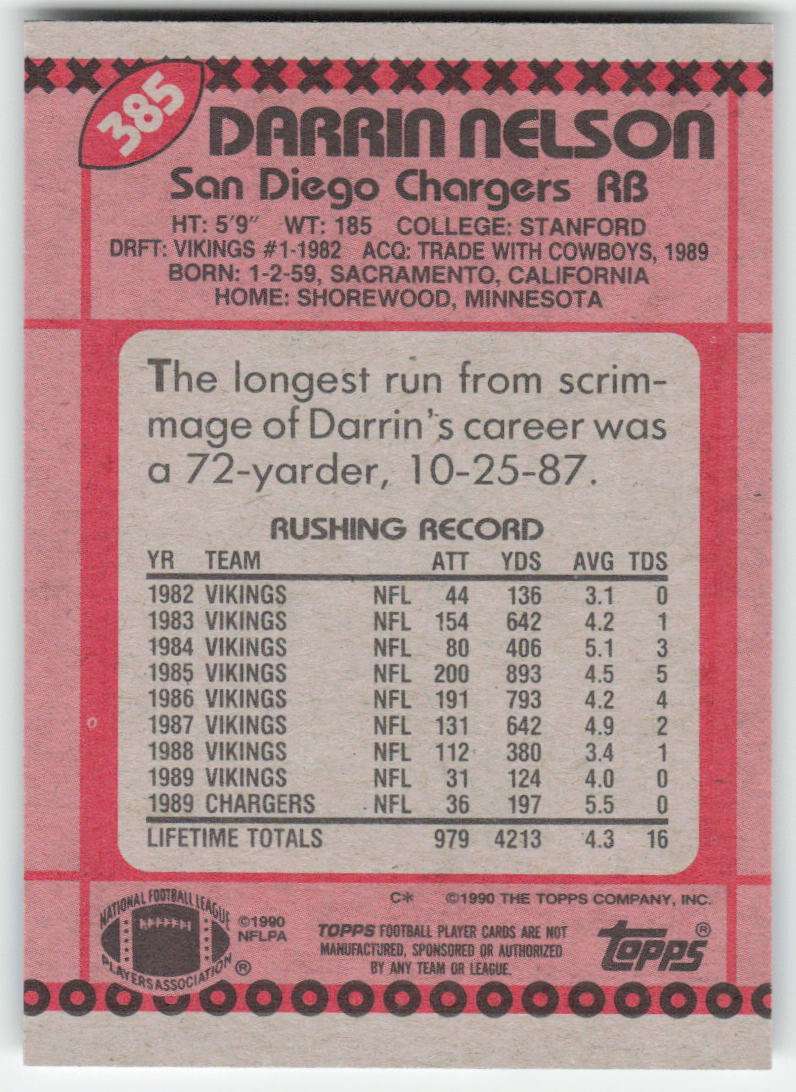 385
DARRIN NELSON
San Diego Chargers RB
HT: 5'9" WT: 185 COLLEGE: STANFORD
DRFT: VIKINGS #1-1982 ACQ: TRADE WITH COWBOYS, 1989
BORN: 1-2-59, SACRAMENTO, CALIFORNIA
HOME: SHOREWOOD, MINNESOTA
The longest run from scrim-
mage of Darrin's career was
a 72-yarder, 10-25-87.
RUSHING RECORD
YR TEAM ATT YDS AVG TDS
1982 VIKINGS NFL 44 136 3.1 0
1983 VIKINGS NFL 154 642 4.2 1
1984 VIKINGS NFL 80 406 5.1 3
1985 VIKINGS NFL 200 893 4.5 5
1986 VIKINGS NFL 191 793 4.2 4
1987 VIKINGS NFL 131 642 4.9 2
1988 VIKINGS NFL 112 380 3.4 1
1989 VIKINGS NFL 31 124 4.0 0
1989 CHARGERS NFL 36 197 5.5 0
LIFETIME TOTALS 979 4213 4.3 16
C* ©1990 THE TOPPS COMPANY, INC.
NATIONAL FOOTBALL LEAGUE
PLAYERS ASSOCIATION ®
©1990
NFLPA
TOPPS FOOTBALL PLAYER CARDS ARE NOT
MANUFACTURED, SPONSORED OR AUTHORIZED
BY ANY TEAM OR LEAGUE.
TOPPS ®